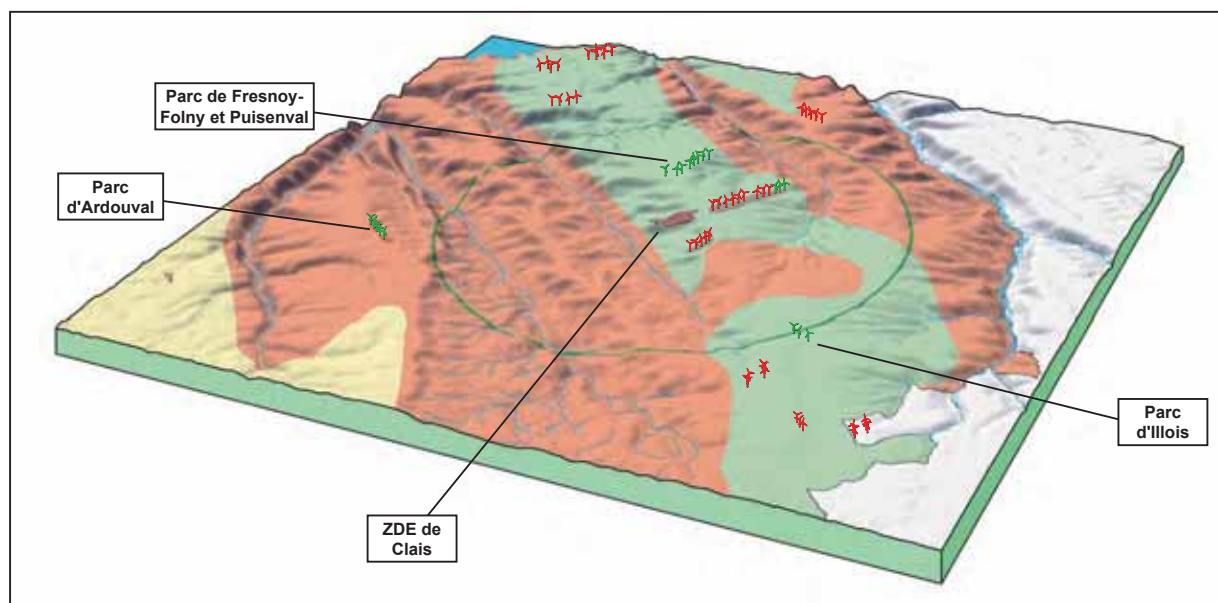 Parc de Fresnoy-
Folny et Puisenval
Parc
d'Ardouval
Parc
d'Illois
ZDE de
Clais